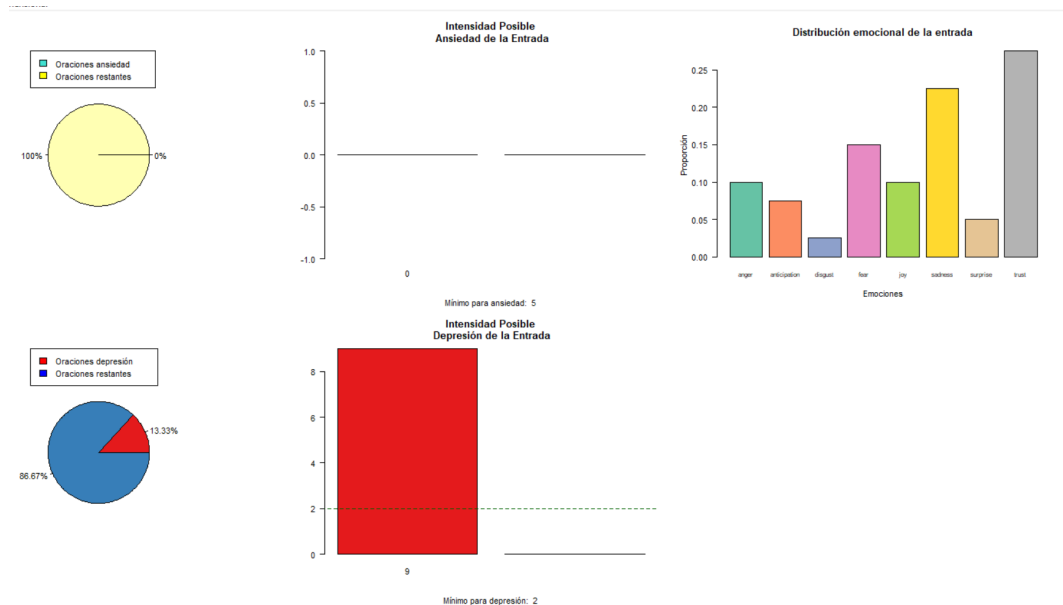 Oraciones ansiedad
Oraciones restantes
100%
0%
Intensidad Posible
Ansiedad de la Entrada
1.0
0.5
0.0
-0.5
-1.0
0
Mínimo para ansiedad: 5
Distribución emocional de la entrada
Proporción
0.25
0.20
0.15
0.10
0.05
0.00
anger anticipation disgust fear joy sadness surprise trust
Emociones
Oraciones depresión
Oraciones restantes
13.33%
86.67%
Intensidad Posible
Depresión de la Entrada
8
6
4
2
0
9
Mínimo para depresión: 2